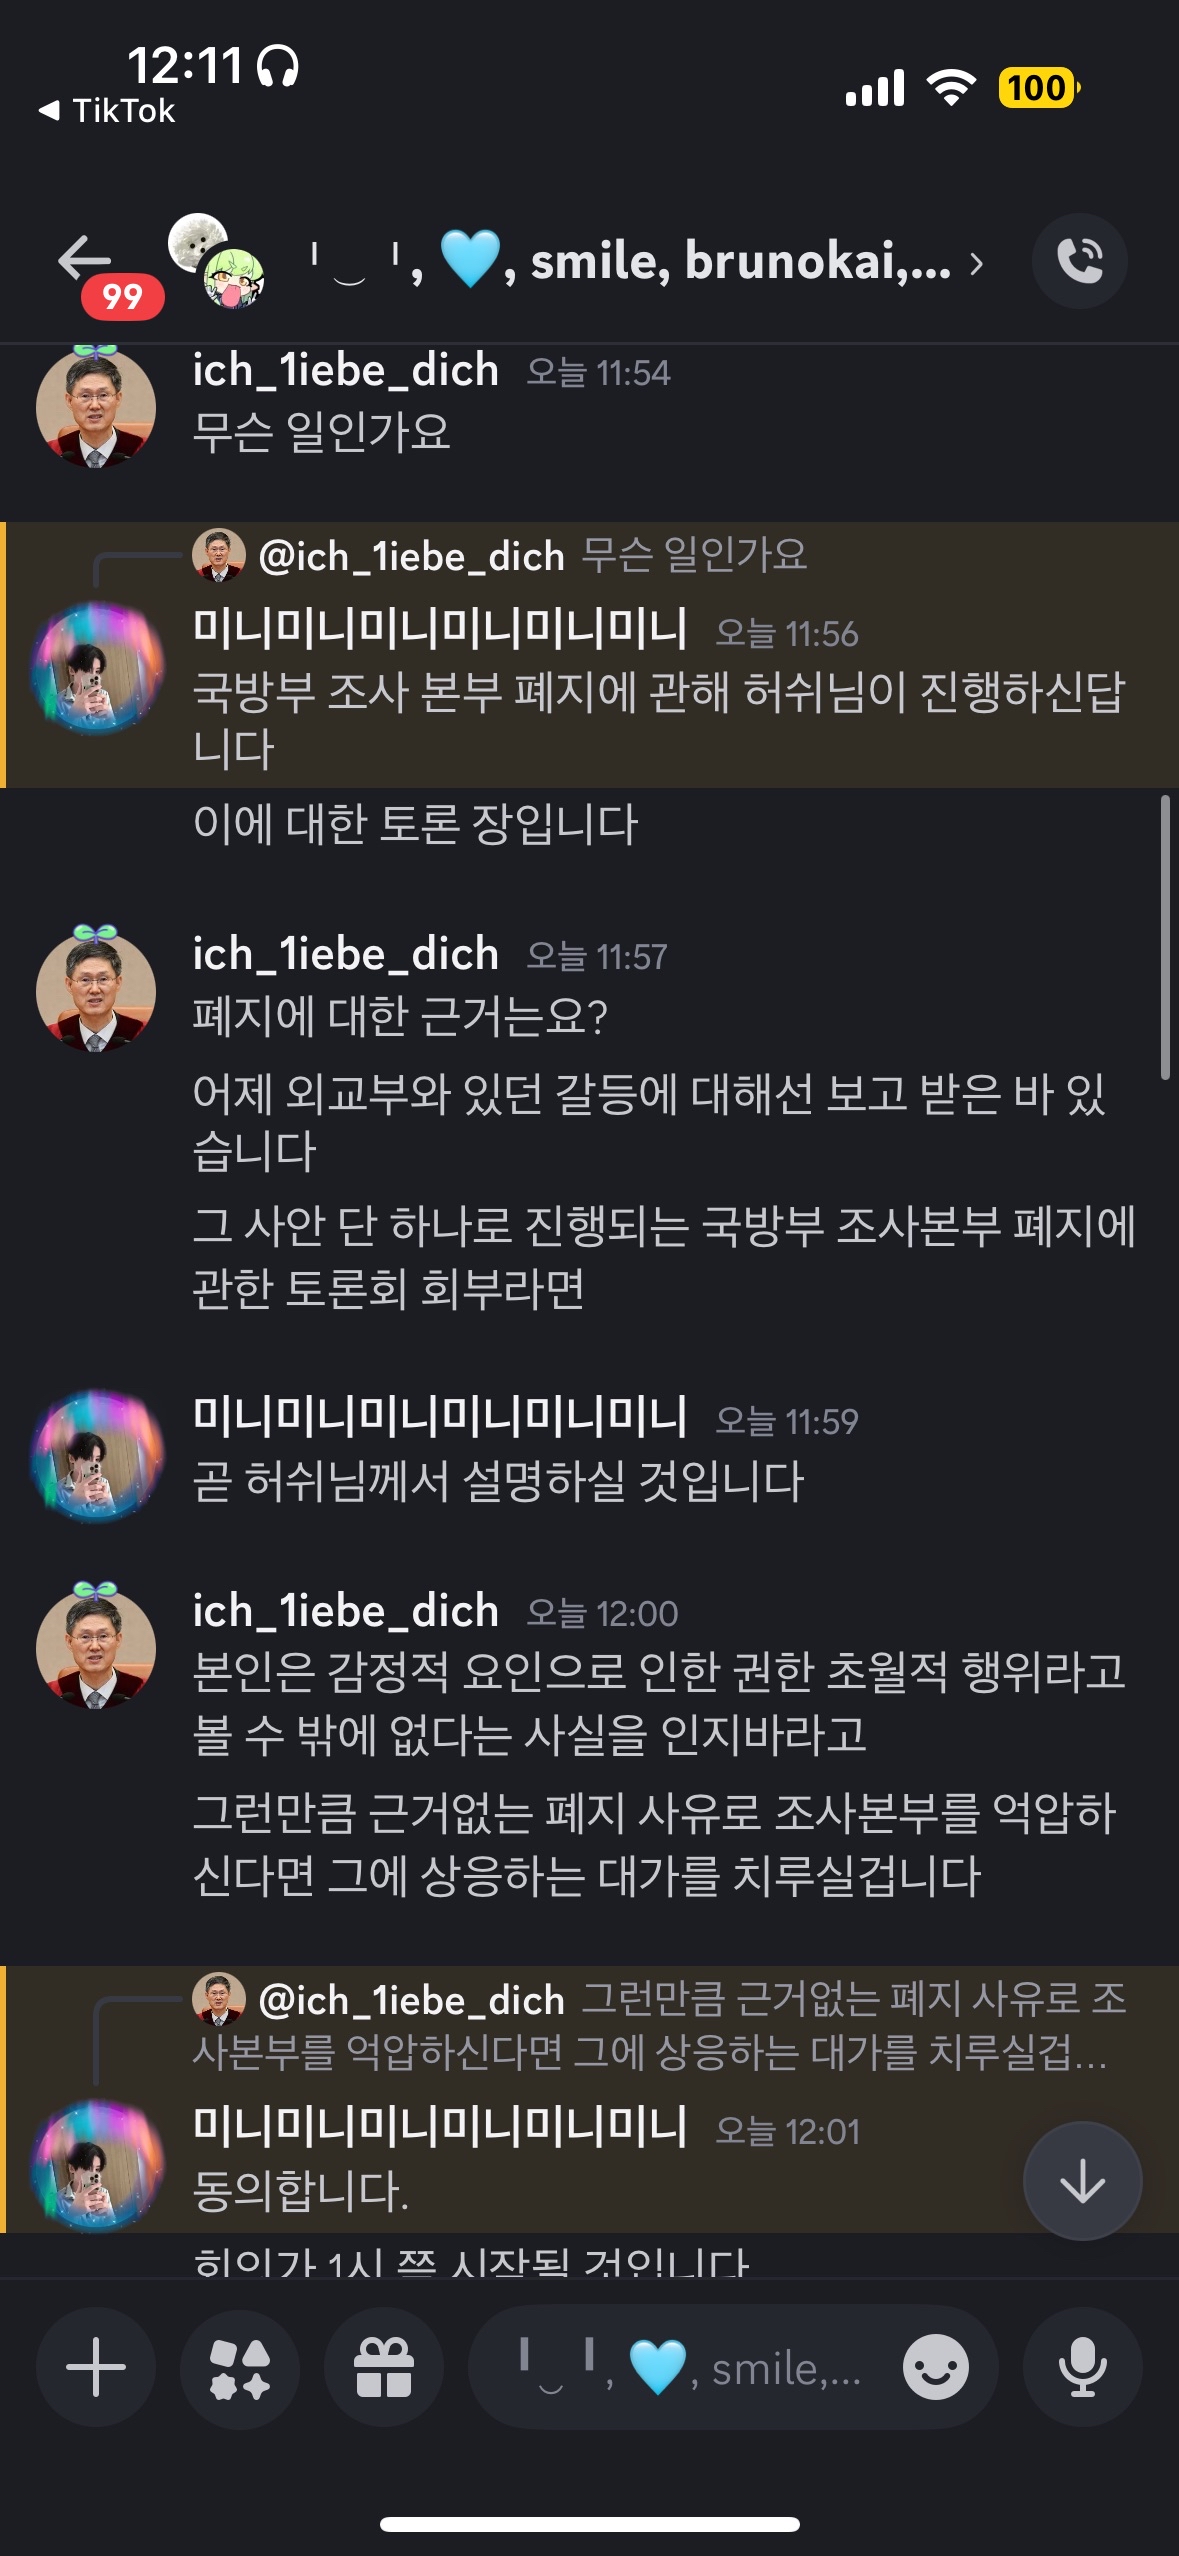 12:11
TikTok
100
99
╵‿╵, 🩵, smile, brunokai,... ›
ich_1iebe_dich 오늘 11:54
무슨 일인가요
@ich_1iebe_dich 무슨 일인가요
미니미니미니미니미니미니 오늘 11:56
국방부 조사 본부 폐지에 관해 허쉬님이 진행하신답
니다
이에 대한 토론 장입니다
ich_1iebe_dich 오늘 11:57
폐지에 대한 근거는요?
어제 외교부와 있던 갈등에 대해선 보고 받은 바 있
습니다
그 사안 단 하나로 진행되는 국방부 조사본부 폐지에
관한 토론회 회부라면
미니미니미니미니미니미니 오늘 11:59
곧 허쉬님께서 설명하실 것입니다
ich_1iebe_dich 오늘 12:00
본인은 감정적 요인으로 인한 권한 초월적 행위라고
볼 수 밖에 없다는 사실을 인지바라고
그런만큼 근거없는 폐지 사유로 조사본부를 억압하
신다면 그에 상응하는 대가를 치루실겁니다
@ich_1iebe_dich 그런만큼 근거없는 폐지 사유로 조
사본부를 억압하신다면 그에 상응하는 대가를 치루실겁...
미니미니미니미니미니미니 오늘 12:01
동의합니다.
회의가 1시 쯤 시작될 것입니다
╵‿╵, 🩵, smile,...